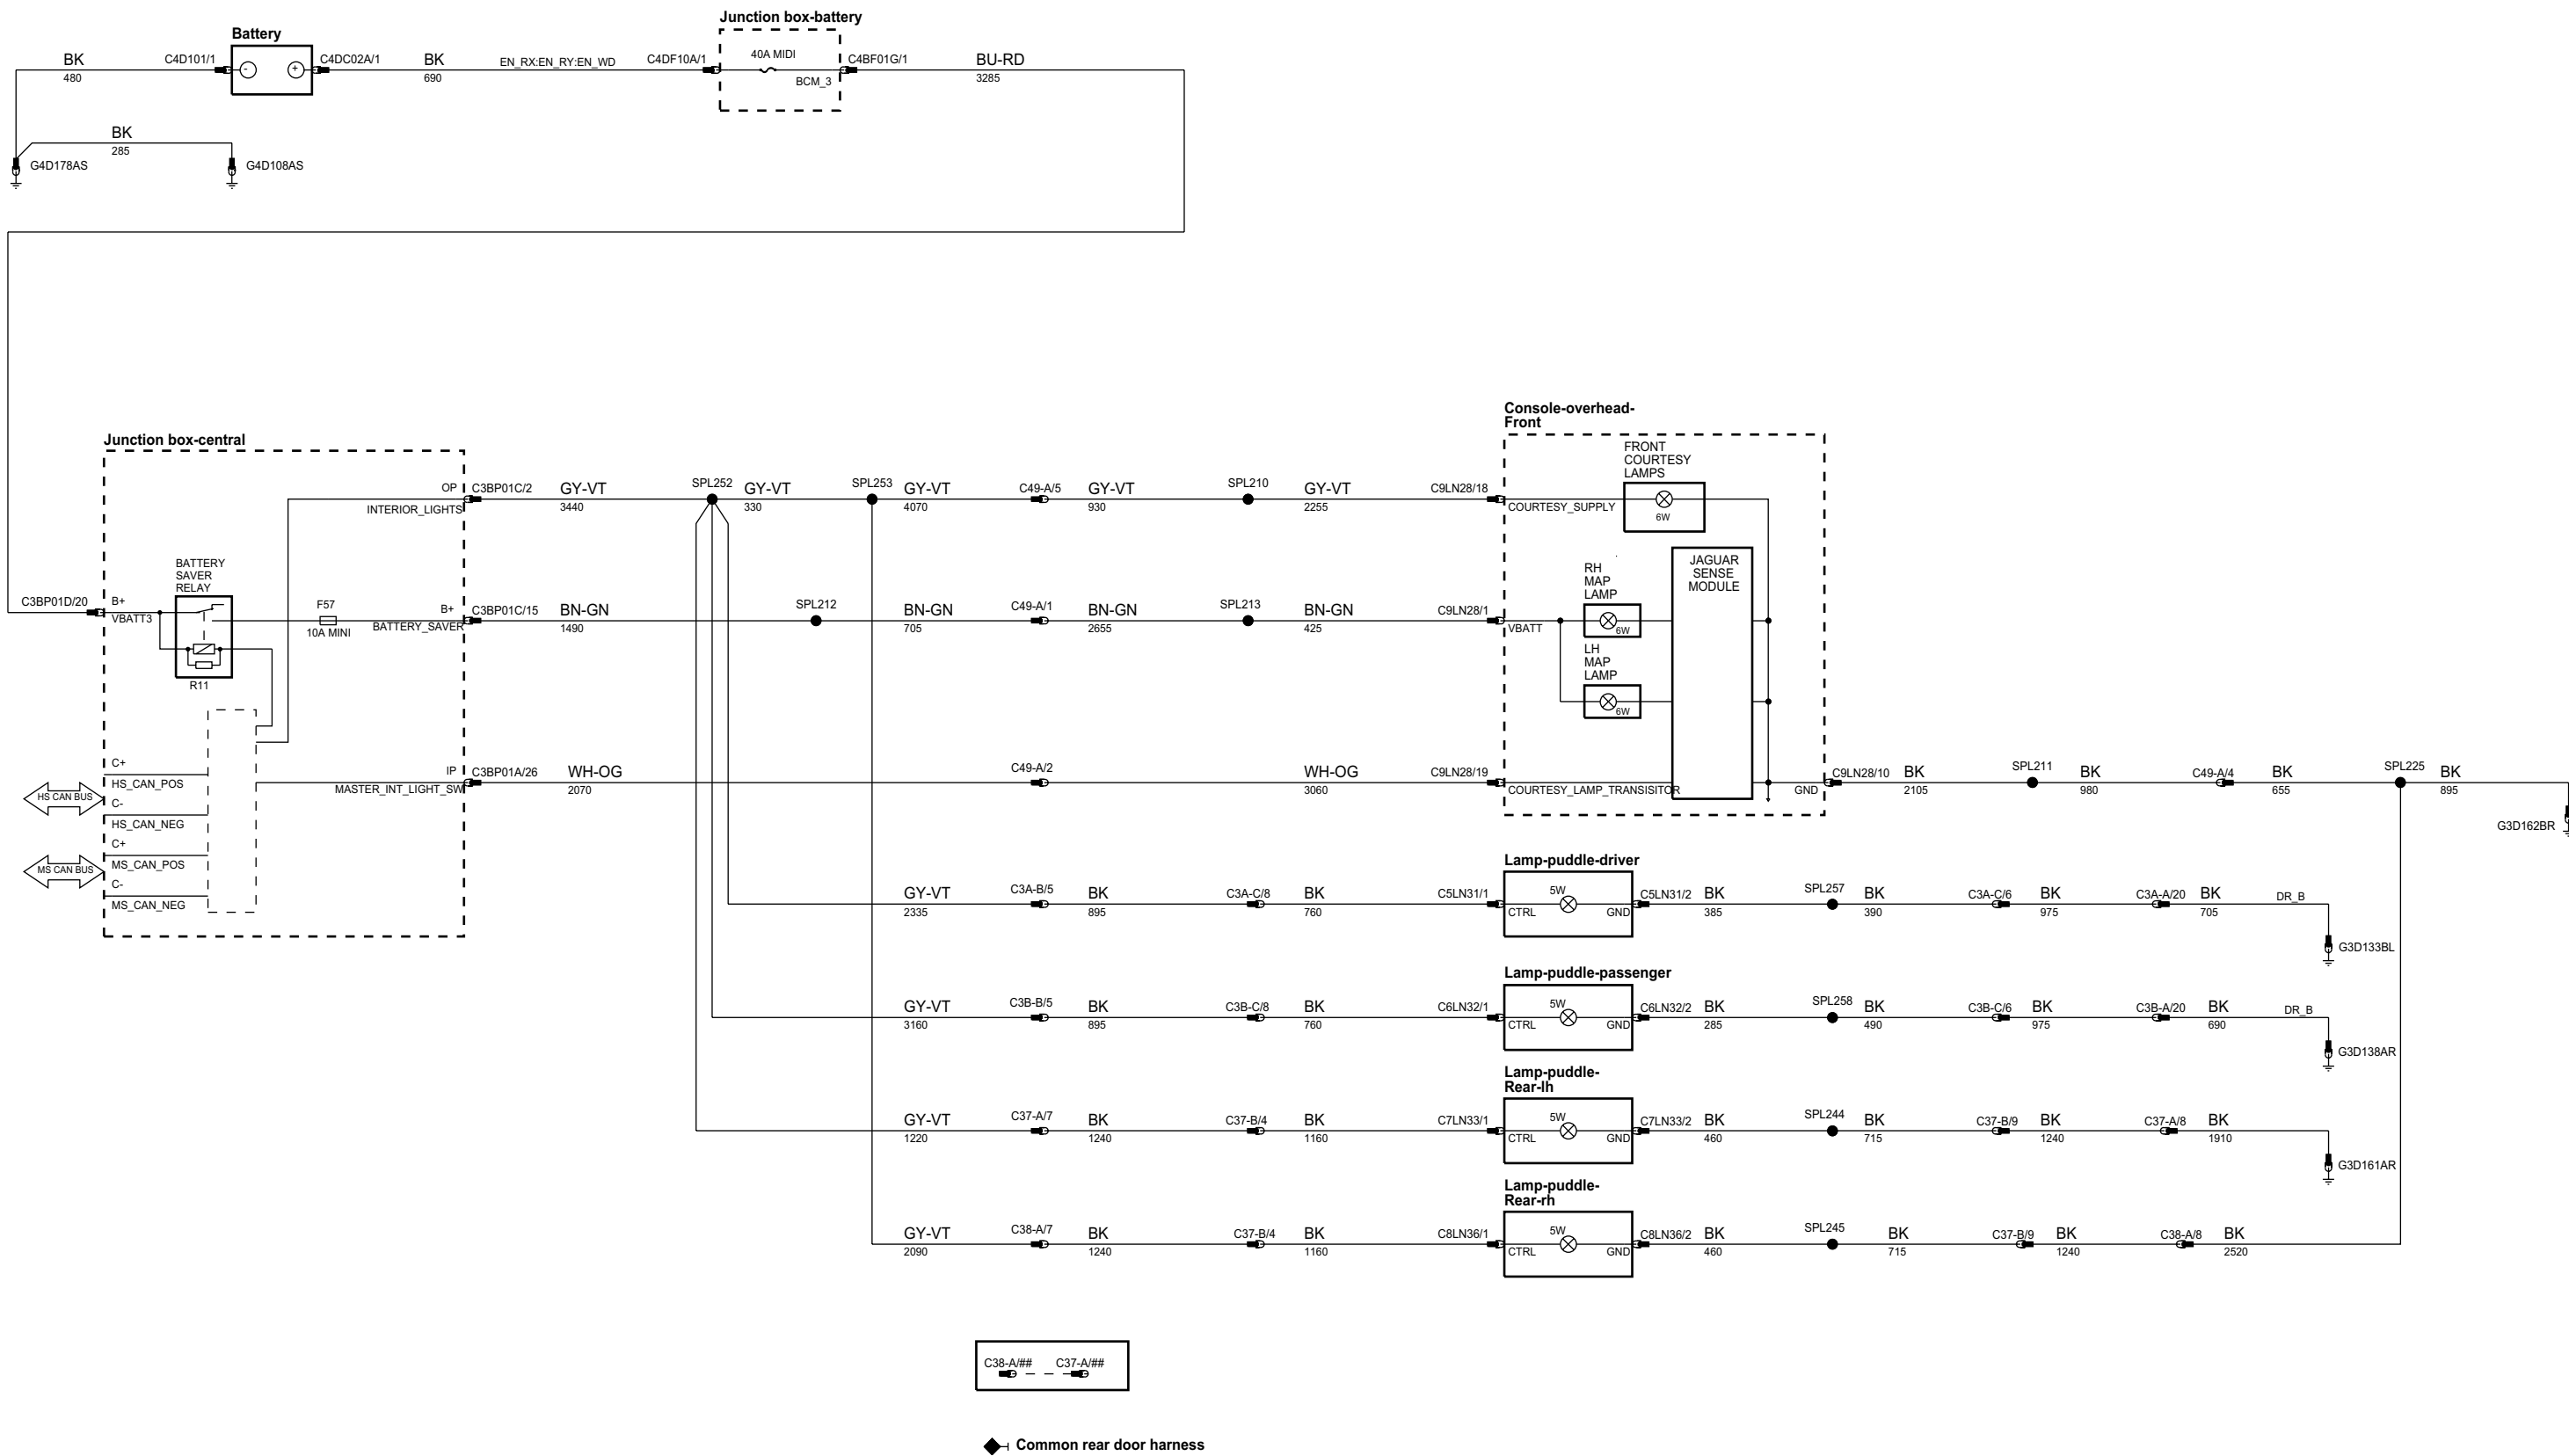 Junction box-battery
Battery
BK
480
C4D101/1
-
+
C4DC02A/1
BK
690
EN_RX:EN_RY:EN_WD
C4DF10A/1
40A MIDI
BCM_3
C4BF01G/1
BU-RD
3285
BK
285
G4D178AS
G4D108AS
Console-overhead-
Front
Junction box-central
FRONT
COURTESY
LAMPS
6W
OP
INTERIOR_LIGHTS
C3BP01C/2
GY-VT
3440
SPL252
GY-VT
330
SPL253
GY-VT
4070
C49-A/5
GY-VT
930
SPL210
GY-VT
2255
C9LN28/18
COURTESY_SUPPLY
BATTERY
SAVER
RELAY
R11
C3BP01D/20
B+
VBATT3
F57
10A MINI
B+
BATTERY_SAVER
C3BP01C/15
BN-GN
1490
SPL212
BN-GN
705
C49-A/1
BN-GN
2655
SPL213
BN-GN
425
C9LN28/1
VBATT
RH
MAP
LAMP
6W
LH
MAP
LAMP
6W
JAGUAR
SENSE
MODULE
HS CAN BUS
C+
HS_CAN_POS
C-
HS_CAN_NEG
MS CAN BUS
C+
MS_CAN_POS
C-
MS_CAN_NEG
IP
MASTER_INT_LIGHT_SW
C3BP01A/26
WH-OG
2070
C49-A/2
WH-OG
3060
C9LN28/19
COURTESY_LAMP_TRANSISITOR
GND
C9LN28/10
BK
2105
SPL211
BK
980
C49-A/4
BK
655
SPL225
BK
895
G3D162BR
Lamp-puddle-driver
GY-VT
2335
C3A-B/5
BK
895
C3A-C/8
BK
760
C5LN31/1
CTRL
5W
GND
C5LN31/2
BK
385
SPL257
BK
390
C3A-C/6
BK
975
C3A-A/20
BK
705
DR_B
G3D133BL
Lamp-puddle-passenger
GY-VT
3160
C3B-B/5
BK
895
C3B-C/8
BK
760
C6LN32/1
CTRL
5W
GND
C6LN32/2
BK
285
SPL258
BK
490
C3B-C/6
BK
975
C3B-A/20
BK
690
DR_B
G3D138AR
Lamp-puddle-
Rear-lh
GY-VT
1220
C37-A/7
BK
1240
C37-B/4
BK
1160
C7LN33/1
CTRL
5W
GND
C7LN33/2
BK
460
SPL244
BK
715
C37-B/9
BK
1240
C37-A/8
BK
1910
G3D161AR
Lamp-puddle-
Rear-rh
GY-VT
2090
C38-A/7
BK
1240
C37-B/4
BK
1160
C8LN36/1
CTRL
5W
GND
C8LN36/2
BK
460
SPL245
BK
715
C37-B/9
BK
1240
C38-A/8
BK
2520
C38-A/## C37-A/##
Common rear door harness